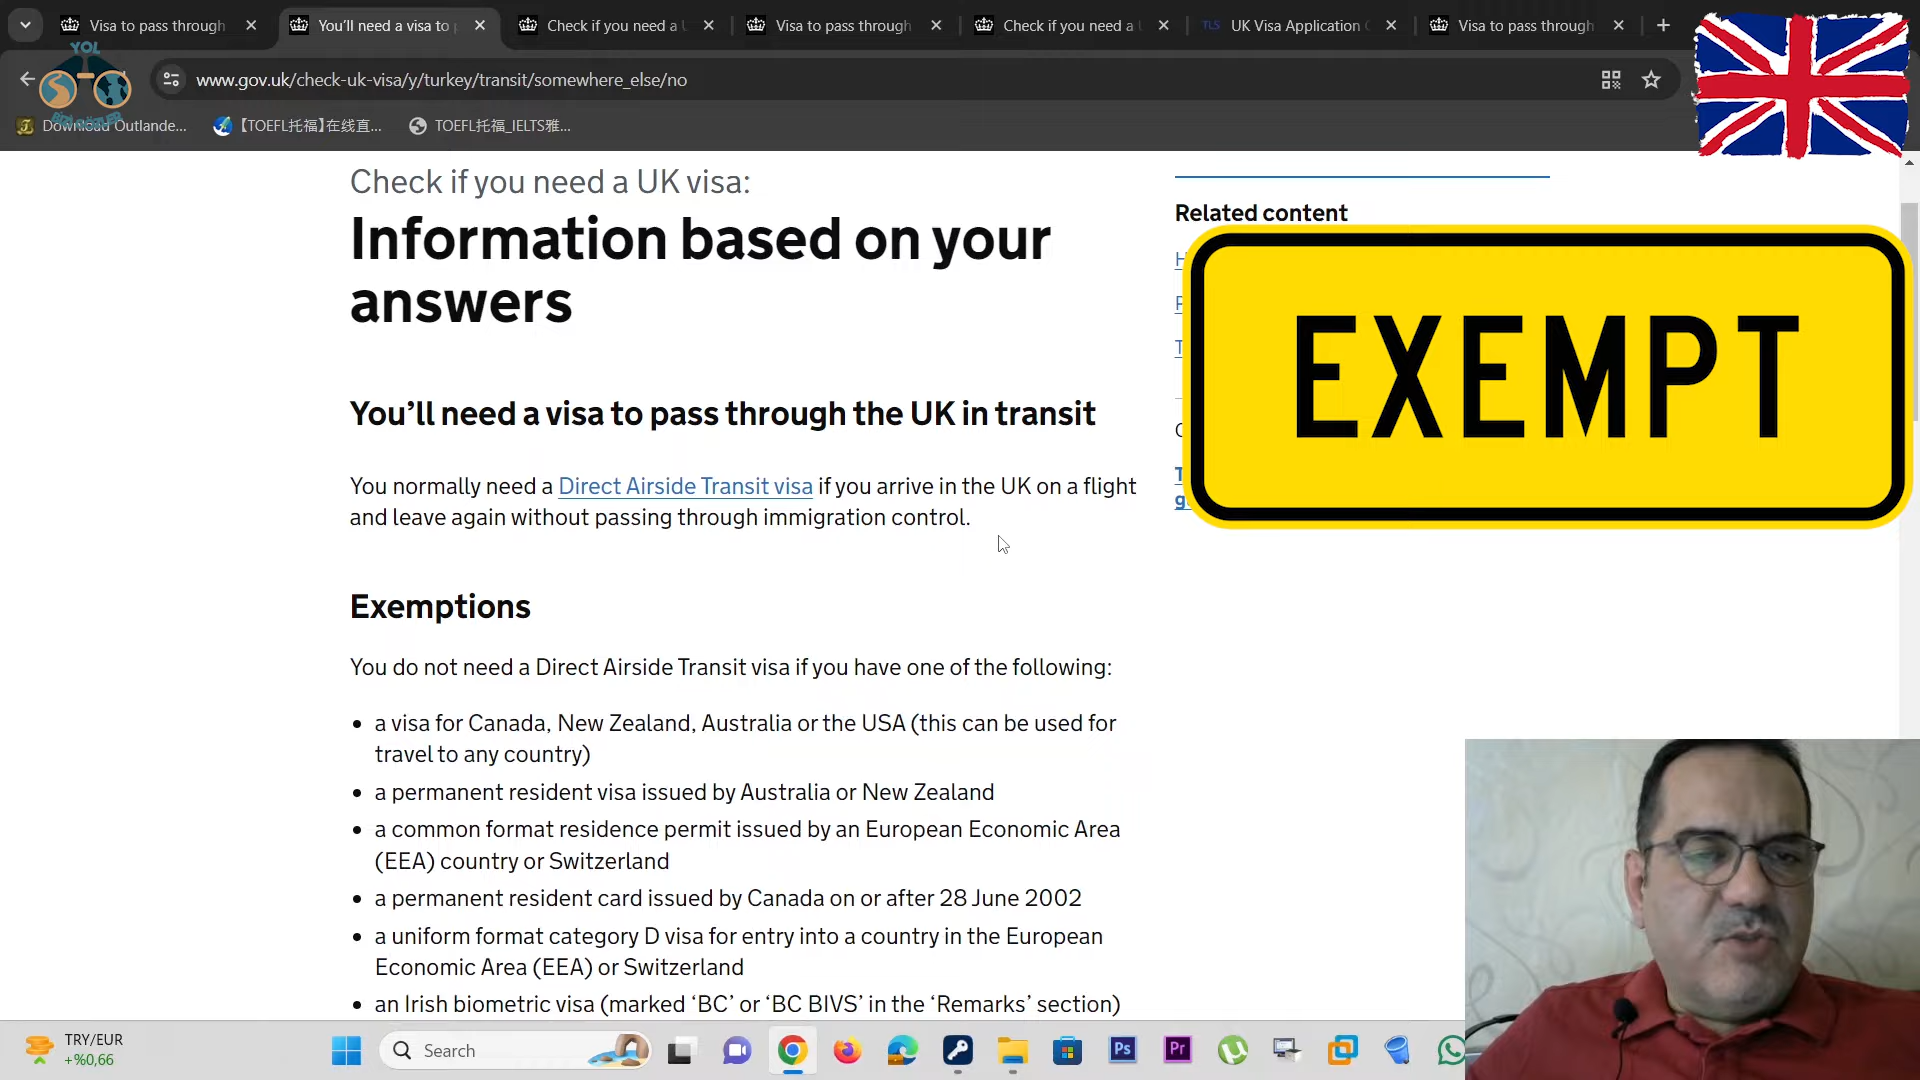 Visa to pass through
You'll need a visa to p
Check if you need a U
Visa to pass through
Check if you need a U
TLS UK Visa Application C
Visa to pass through
YOL
www.gov.uk/check-uk-visa/y/turkey/transit/somewhere_else/no
Download Outlande...
【TOEFL托福】在线直...
TOEFL托福_IELTS雅...
Check if you need a UK visa:
Information based on your
answers
Related content
EXEMPT
You'll need a visa to pass through the UK in transit
You normally need a Direct Airside Transit visa if you arrive in the UK on a flight
and leave again without passing through immigration control.
Exemptions
You do not need a Direct Airside Transit visa if you have one of the following:
• a visa for Canada, New Zealand, Australia or the USA (this can be used for
travel to any country)
• a permanent resident visa issued by Australia or New Zealand
• a common format residence permit issued by an European Economic Area
(EEA) country or Switzerland
• a permanent resident card issued by Canada on or after 28 June 2002
• a uniform format category D visa for entry into a country in the European
Economic Area (EEA) or Switzerland
• an Irish biometric visa (marked ‘BC’ or ‘BC BIVS’ in the ‘Remarks’ section)
TRY/EUR
+%0,66
Search
Ps
Pr